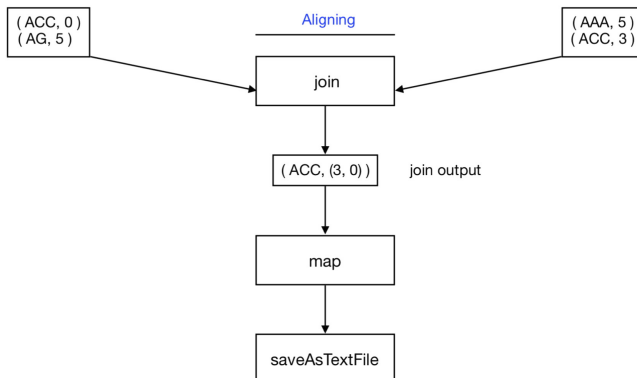 ( ACC, 0 )
( AG, 5 )
Aligning
( AAA, 5 )
( ACC, 3 )
join
( ACC, (3, 0) )
join output
map
saveAsTextFile